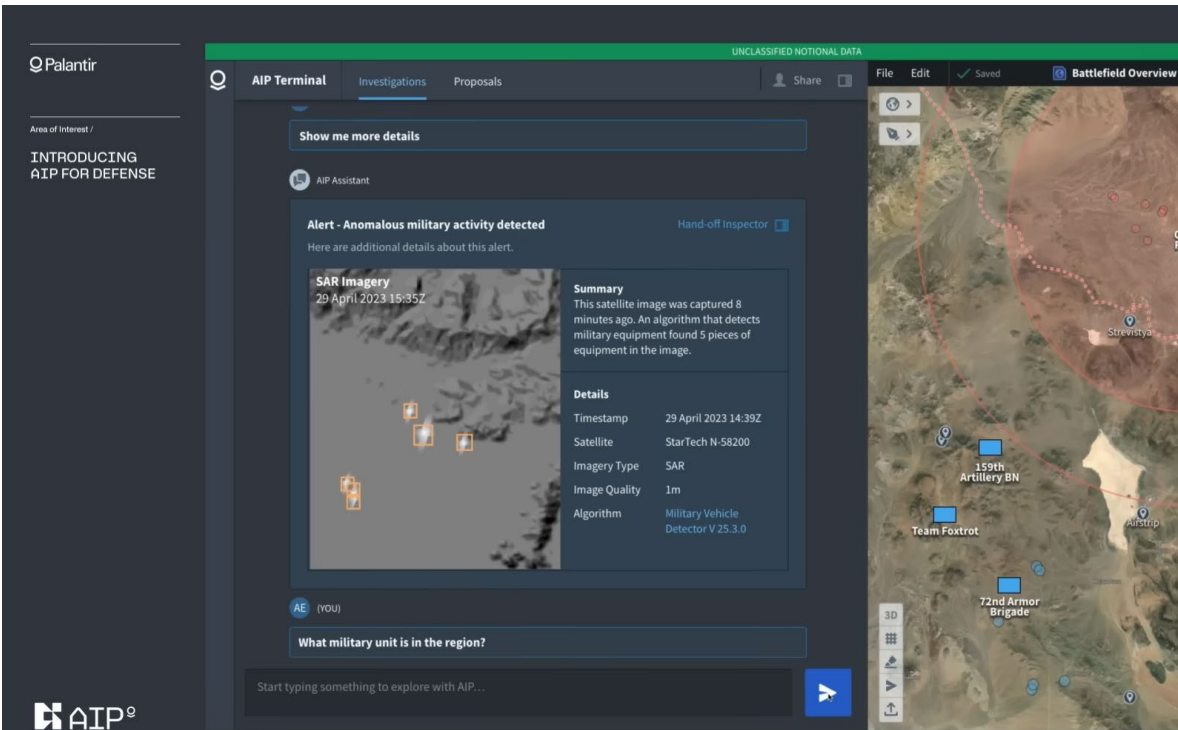 UNCLASSIFIED NOTIONAL DATA
Palantir
Area of Interest /
INTRODUCING
AIP FOR DEFENSE
AIP Terminal
Investigations
Proposals
Share
Show me more details
AIP Assistant
Alert - Anomalous military activity detected
Hand-off Inspector
Here are additional details about this alert.
SAR Imagery
29 April 2023 15:35Z
Summary
This satellite image was captured 8
minutes ago. An algorithm that detects
military equipment found 5 pieces of
equipment in the image.
Details
Timestamp 29 April 2023 14:39Z
Satellite StarTech N-58200
Imagery Type SAR
Image Quality 1m
Algorithm Military Vehicle
Detector V 25.3.0
AE (YOU)
What military unit is in the region?
Start typing something to explore with AIP...
AIP
File Edit Saved Battlefield Overview
Strevistya
159th
Artillery BN
Team Foxtrot
Airstrip
72nd Armor
Brigade
3D